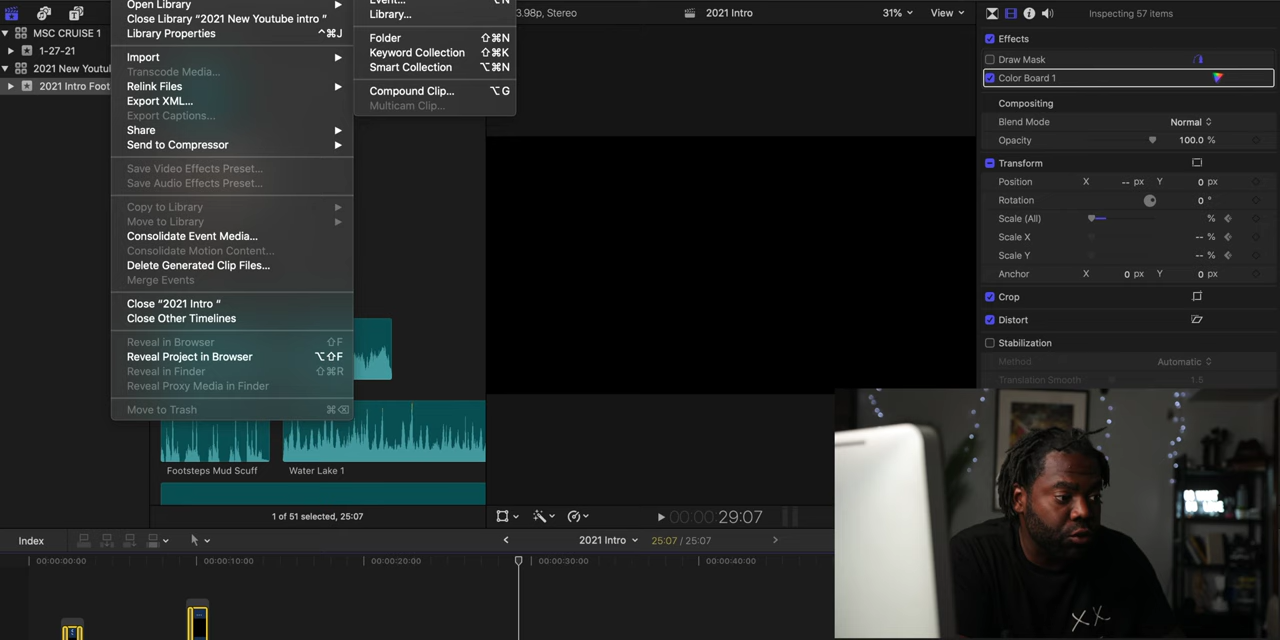 Open Library
Close Library "2021 New Youtube intro "
Library Properties ⌃⌘J
Import
Transcode Media...
Relink Files
Export XML...
Export Captions...
Share
Send to Compressor
Save Video Effects Preset...
Save Audio Effects Preset...
Copy to Library
Move to Library
Consolidate Event Media...
Consolidate Motion Content...
Delete Generated Clip Files...
Merge Events
Close "2021 Intro "
Close Other Timelines
Reveal in Browser ⇧F
Reveal Project in Browser ⌥⇧F
Reveal in Finder ⇧⌘R
Reveal Proxy Media in Finder
Move to Trash ⌘⌫
Event... ⌥N
Library...
Folder ⇧⌘N
Keyword Collection ⇧⌘K
Smart Collection ⌥⌘N
Compound Clip... ⌥G
Multicam Clip...
MSC CRUISE 1
1-27-21
2021 New Youtu
2021 Intro Foot
3.98p, Stereo
2021 Intro
31%
View
Inspecting 57 items
Effects
Draw Mask
Color Board 1
Compositing
Blend Mode Normal
Opacity 100.0 %
Transform
Position X -- px Y 0 px
Rotation 0 °
Scale (All) %
Scale X -- %
Scale Y -- %
Anchor X 0 px Y 0 px
Crop
Distort
Stabilization
Method Automatic
Translation Smooth 1.5
Footsteps Mud Scuff
Water Lake 1
1 of 51 selected, 25:07
00:00:29:07
Index
2021 Intro
25:07 / 25:07
00:00:00:00
00:00:10:00
00:00:20:00
00:00:30:00
00:00:40:00